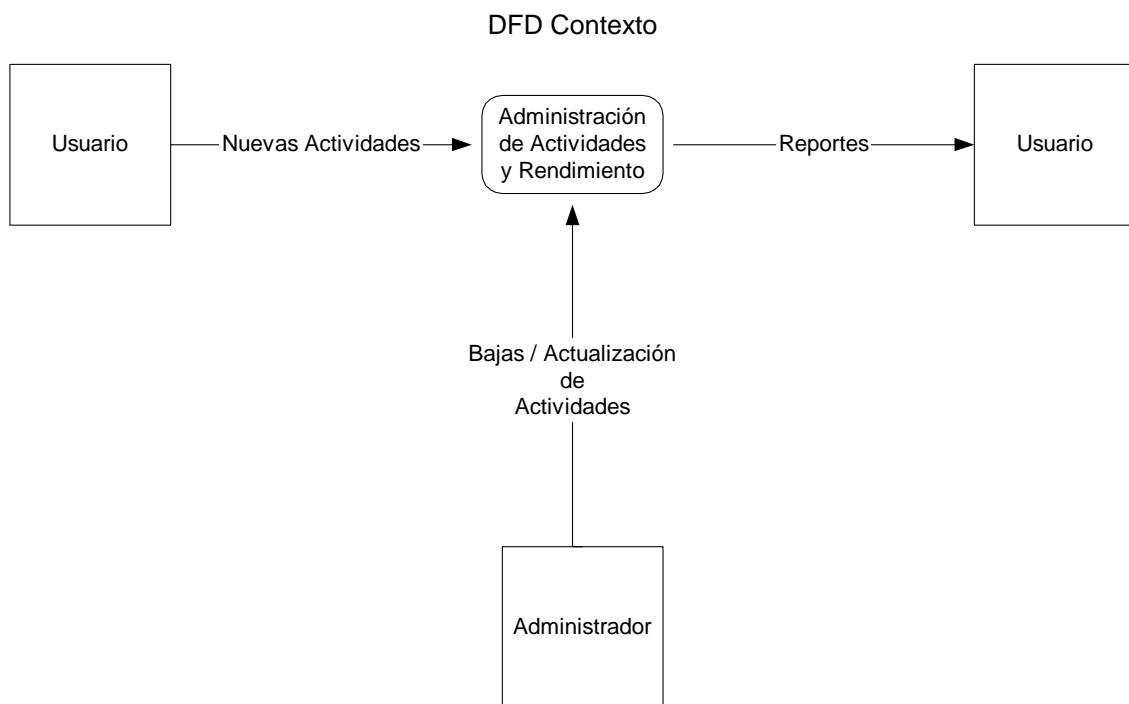 DFD Contexto
Usuario
Nuevas Actividades
Administración
de Actividades
y Rendimiento
Reportes
Usuario
Bajas / Actualización
de
Actividades
Administrador